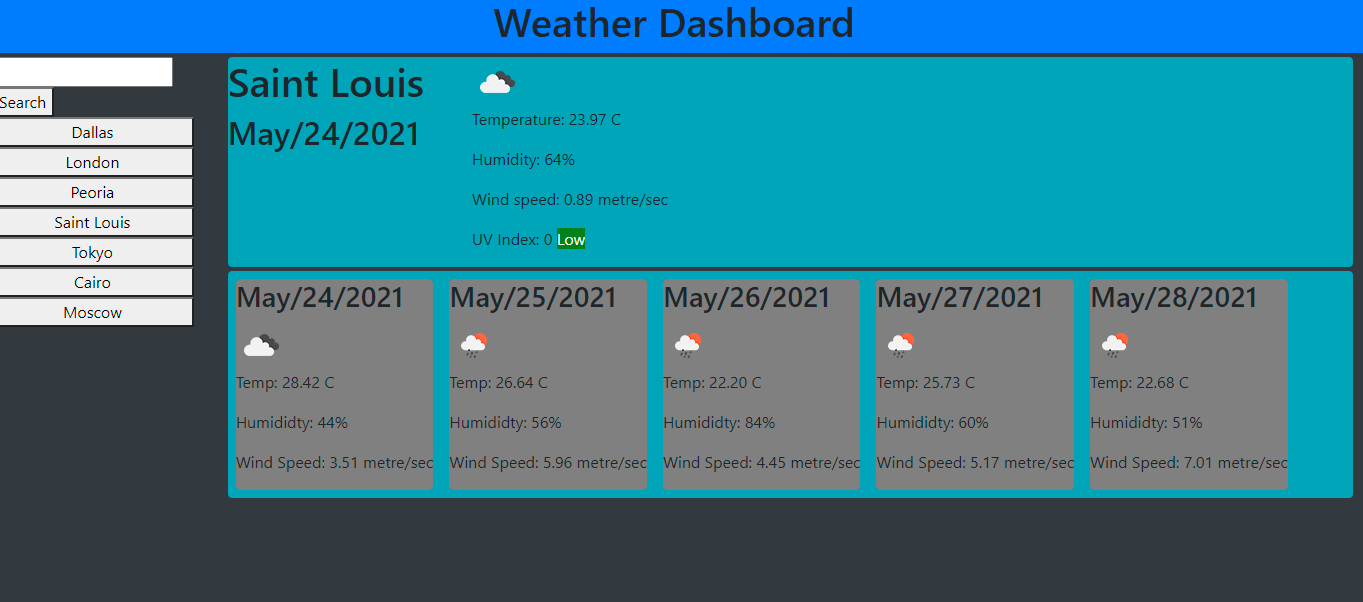 Weather Dashboard
Search
Dallas
London
Peoria
Saint Louis
Tokyo
Cairo
Moscow
Saint Louis
May/24/2021
Temperature: 23.97 C
Humidity: 64%
Wind speed: 0.89 metre/sec
UV Index: 0 Low
May/24/2021
Temp: 28.42 C
Humididty: 44%
Wind Speed: 3.51 metre/sec
May/25/2021
Temp: 26.64 C
Humididty: 56%
Wind Speed: 5.96 metre/sec
May/26/2021
Temp: 22.20 C
Humididty: 84%
Wind Speed: 4.45 metre/sec
May/27/2021
Temp: 25.73 C
Humididty: 60%
Wind Speed: 5.17 metre/sec
May/28/2021
Temp: 22.68 C
Humididty: 51%
Wind Speed: 7.01 metre/sec